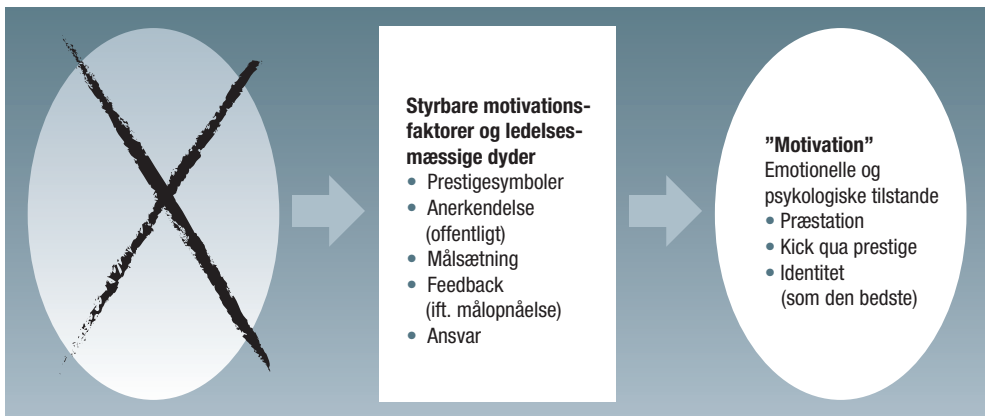 Styrbare motivations-
faktorer og ledelses-
mæssige dyder
• Prestigesymboler
• Anerkendelse
(offentligt)
• Målsætning
• Feedback
(ift. målopnåelse)
• Ansvar
”Motivation”
Emotionelle og
psykologiske tilstande
• Præstation
• Kick qua prestige
• Identitet
(som den bedste)